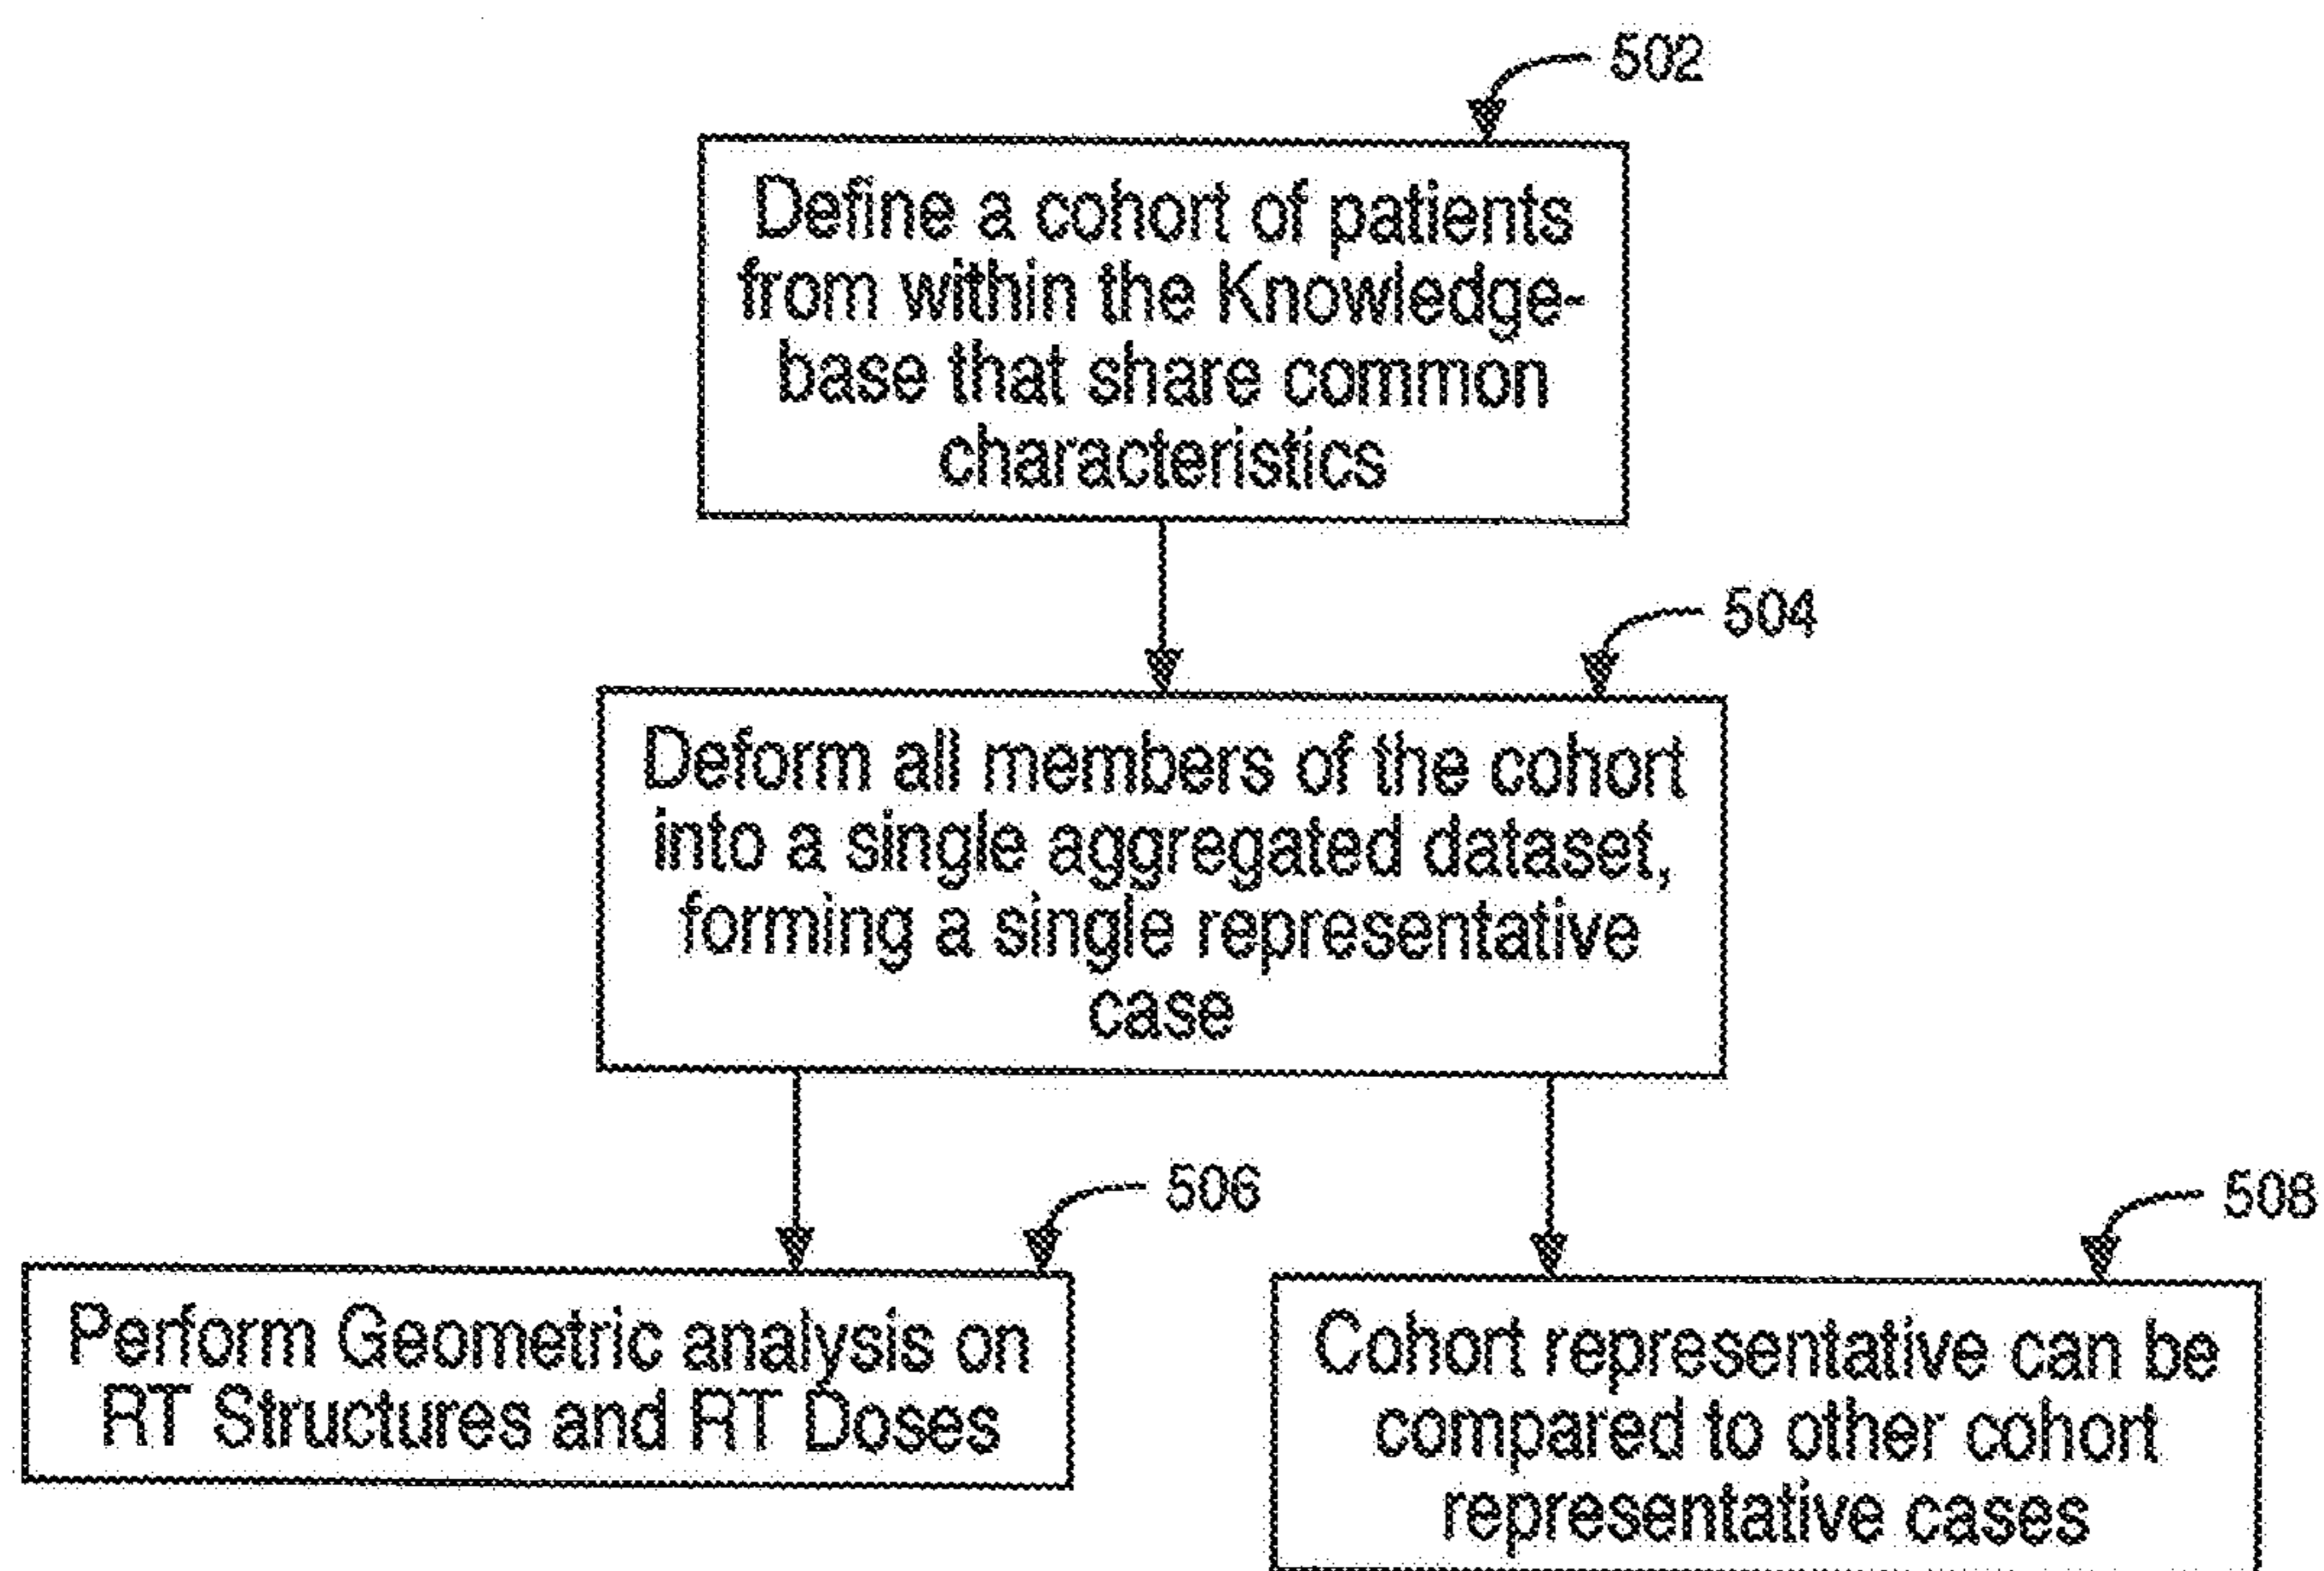 502
Define a cohort of patients
from within the Knowledge-
base that share common
characteristics
504
Deform all members of the cohort
into a single aggregated dataset,
forming a single representative
case
506
Perform Geometric analysis on
RT Structures and RT Doses
508
Cohort representative can be
compared to other cohort
representative cases